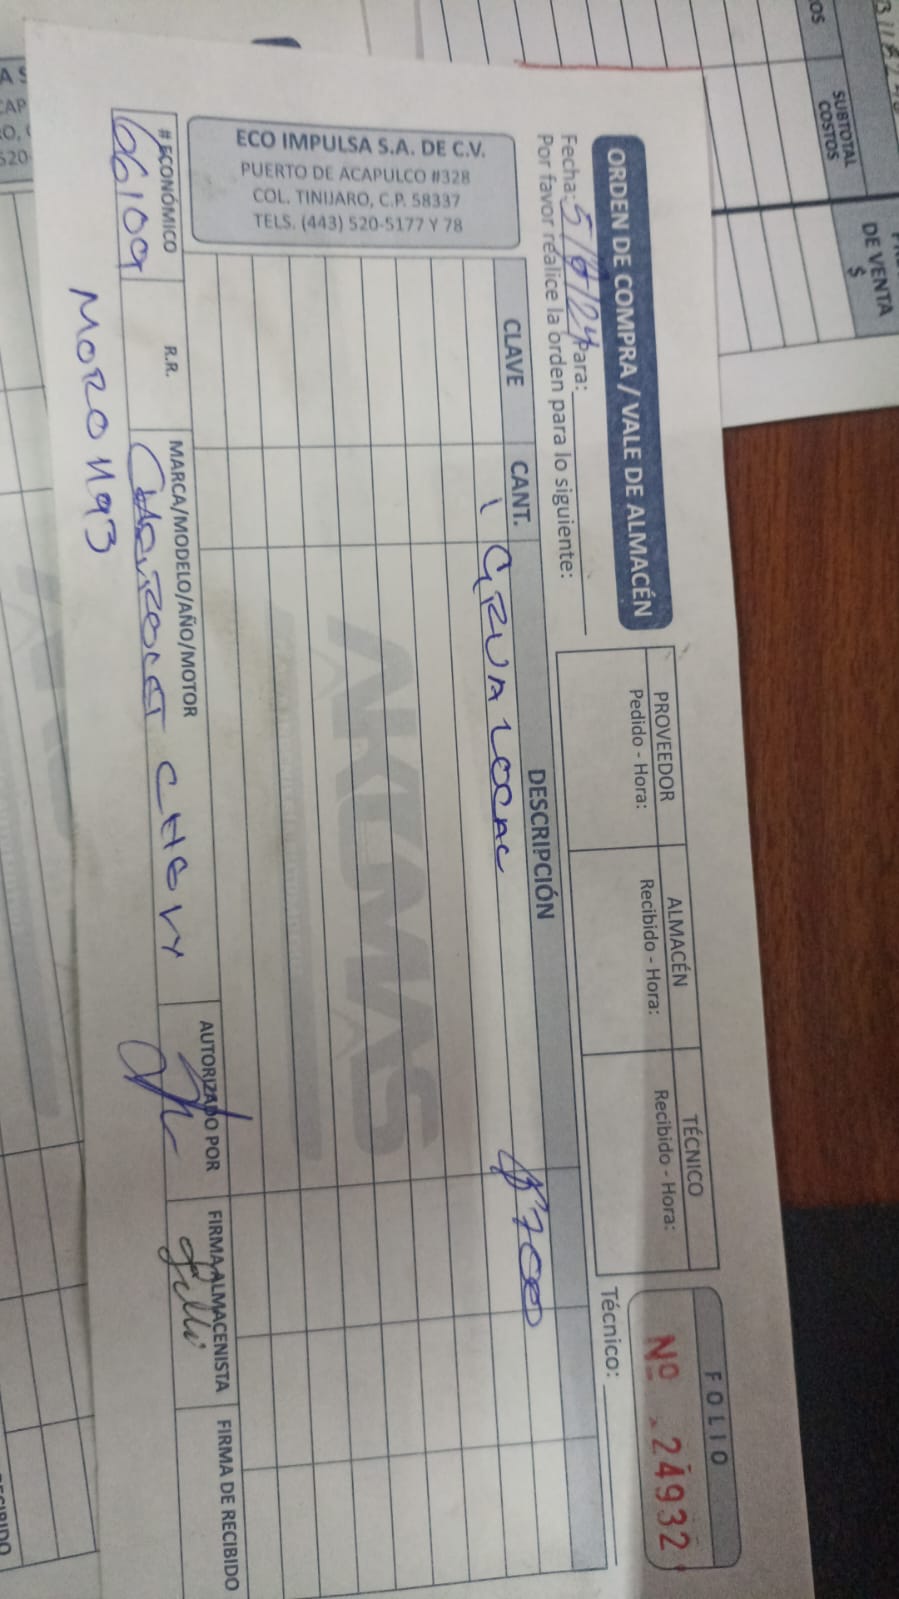 ORDEN DE COMPRA / VALE DE ALMACÉN
Fecha: 5/ /24 Para:
Por favor realice la orden para lo siguiente:
PROVEEDOR
Pedido - Hora:
ALMACÉN
Recibido - Hora:
TÉCNICO
Recibido - Hora:
FOLIO
Nº 24932
Técnico:
CLAVE CANT. DESCRIPCIÓN
1 GRUA LOCAL $700
AKUMAS
ECO IMPULSA S.A. DE C.V.
PUERTO DE ACAPULCO #328
COL. TINIJARO, C.P. 58337
TELS. (443) 520-5177 Y 78
# ECONÓMICO R.R. MARCA/MODELO/AÑO/MOTOR AUTORIZADO POR FIRMA ALMACENISTA FIRMA DE RECIBIDO
06109 CHEVROLET CHEVY
MORO 1193
OS
SUBTOTAL
COSTOS
DE VENTA
$